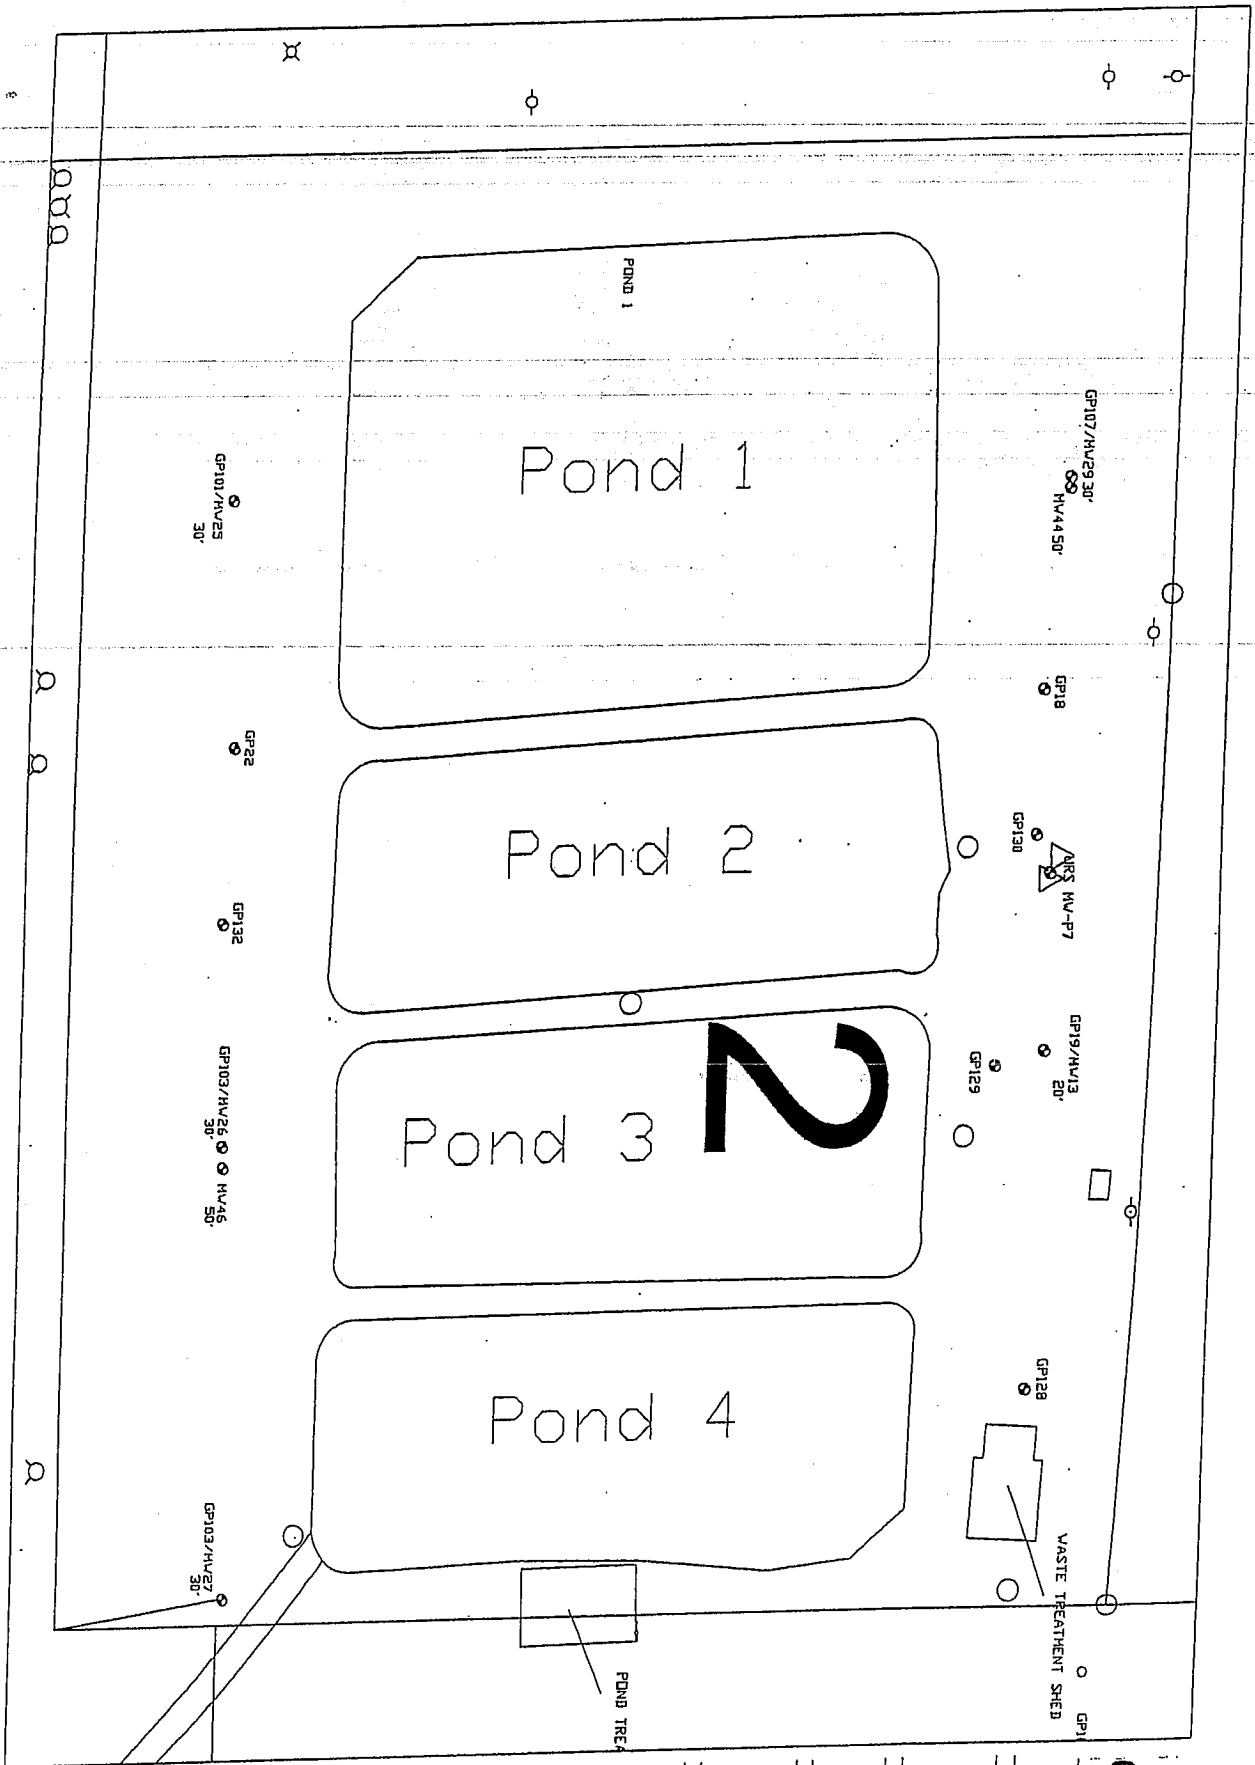 POND 1
Pond 1
GP107/MW29 30'
MW44 50'
GP101/MW25
30'
GP18
GP22
Pond 2
GP130
URS MW-P7
GP132
2
GP19/MW13
20'
GP129
GP103/MW26
30'
MW46
50'
Pond 3
GP128
Pond 4
GP103/MW27
30'
WASTE TREATMENT SHED
POND TREA
GP1